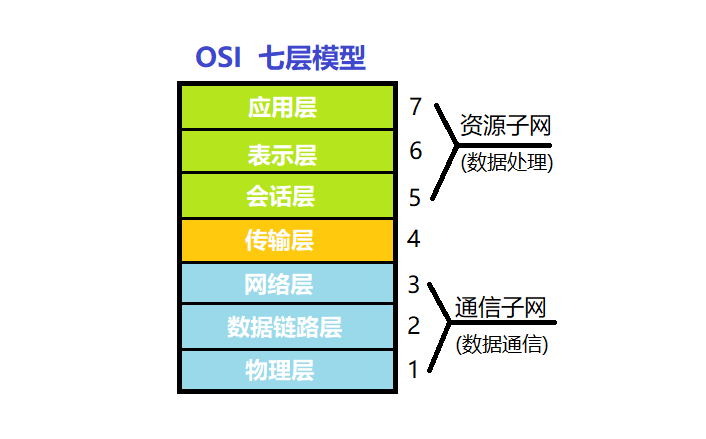 OSI 七层模型
应用层 7
资源子网
表示层 6
(数据处理)
会话层 5
传输层 4
网络层 3
通信子网
数据链路层 2
(数据通信)
物理层 1